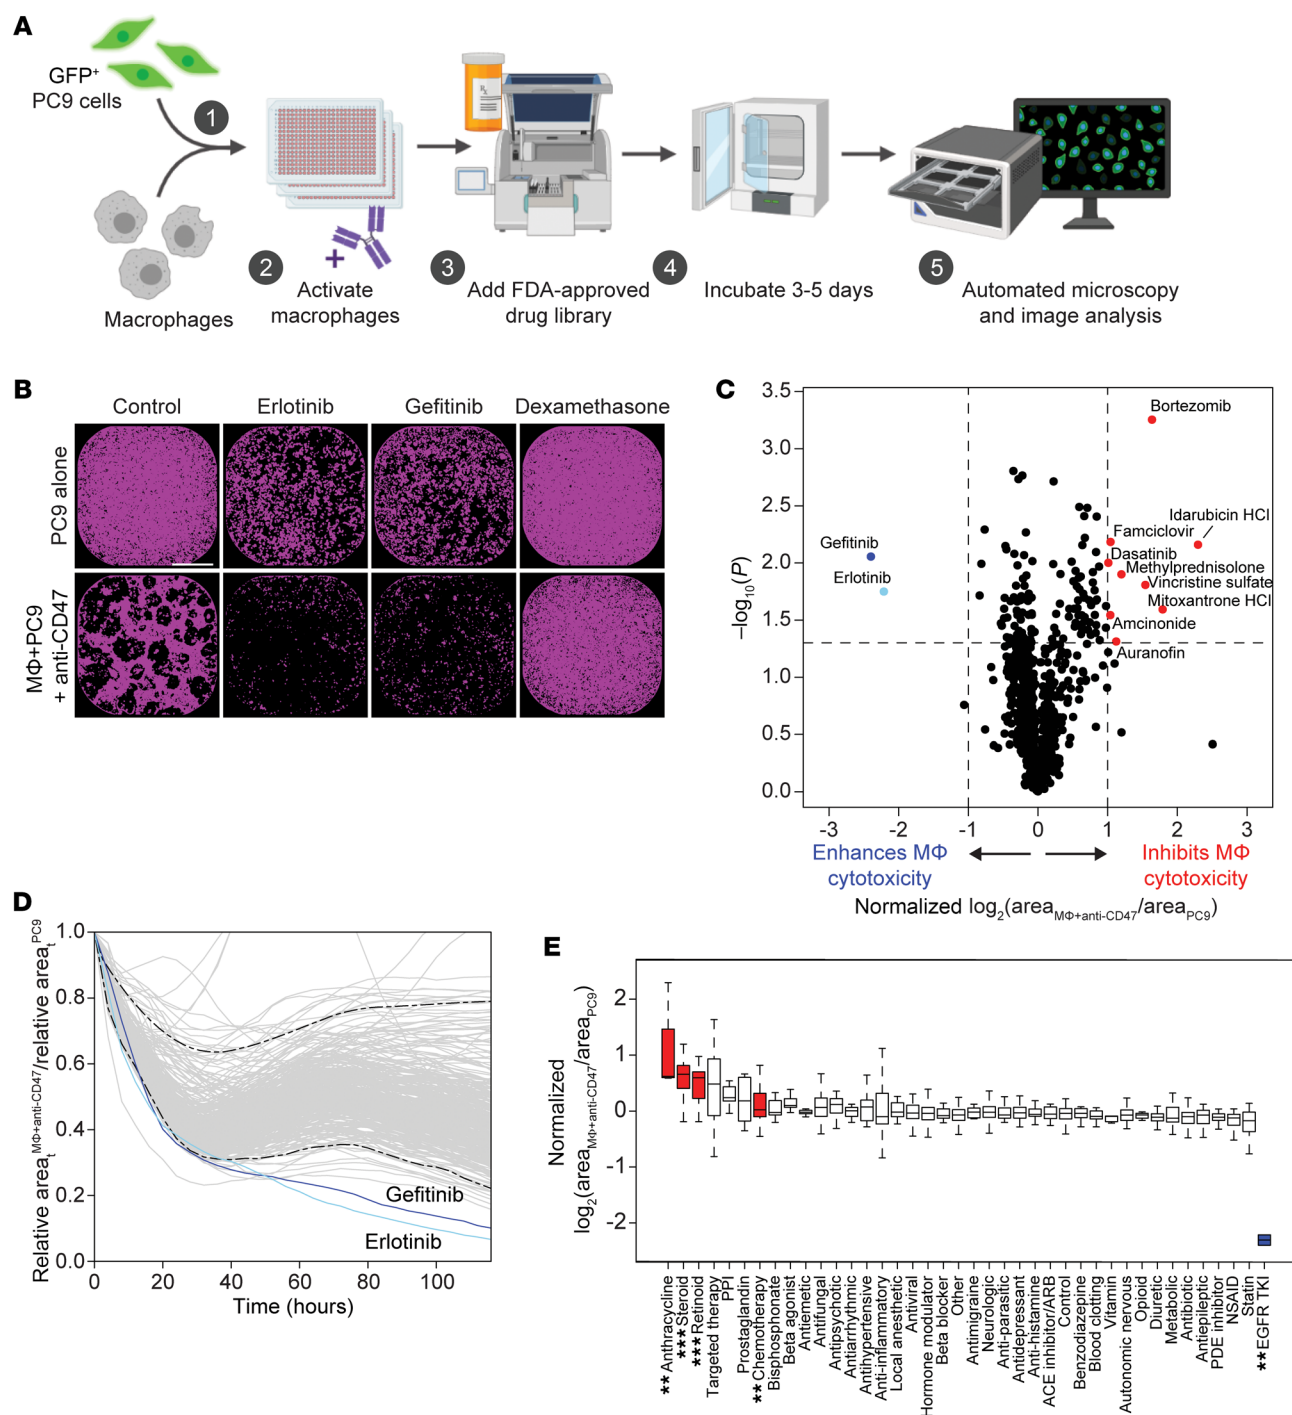 A
GFP+
PC9 cells
Macrophages
1
2
Activate
macrophages
Rx
3
Add FDA-approved
drug library
4
Incubate 3-5 days
5
Automated microscopy
and image analysis
B
Control Erlotinib Gefitinib Dexamethasone
PC9 alone
MΦ+PC9
+ anti-CD47
C
3.5
3.0
2.5
2.0
1.5
1.0
0.5
0.0
–log10(P)
Bortezomib
Idarubicin HCl
Famciclovir
Gefitinib
Dasatinib
Methylprednisolone
Erlotinib
Vincristine sulfate
Mitoxantrone HCl
Amcinonide
Auranofin
-3 -2 -1 0 1 2 3
Enhances MΦ
cytotoxicity
Inhibits MΦ
cytotoxicity
Normalized log2(areaMΦ+anti-CD47/areaPC9)
D
Relative areatMΦ+anti-CD47/relative areatPC9
1.0
0.8
0.6
0.4
0.2
0.0
Gefitinib
Erlotinib
0 20 40 60 80 100
Time (hours)
E
Normalized
log2(areaMΦ+anti-CD47/areaPC9)
2
1
0
-1
-2
**Anthracycline
***Steroid
***Retinoid
Targeted therapy
PPI
Prostaglandin
**Chemotherapy
Bisphosphonate
Beta agonist
Antiemetic
Antifungal
Antipsychotic
Antiarrhythmic
Antihypertensive
Anti-inflammatory
Local anesthetic
Antiviral
Hormone modulator
Beta blocker
Other
Antimigraine
Neurologic
Anti-parasitic
Antidepressant
Anti-histamine
ACE inhibitor/ARB
Control
Benzodiazepine
Blood clotting
Vitamin
Autonomic nervous
Opioid
Diuretic
Metabolic
Antibiotic
Antiepileptic
PDE inhibitor
NSAID
Statin
**EGFR TKI